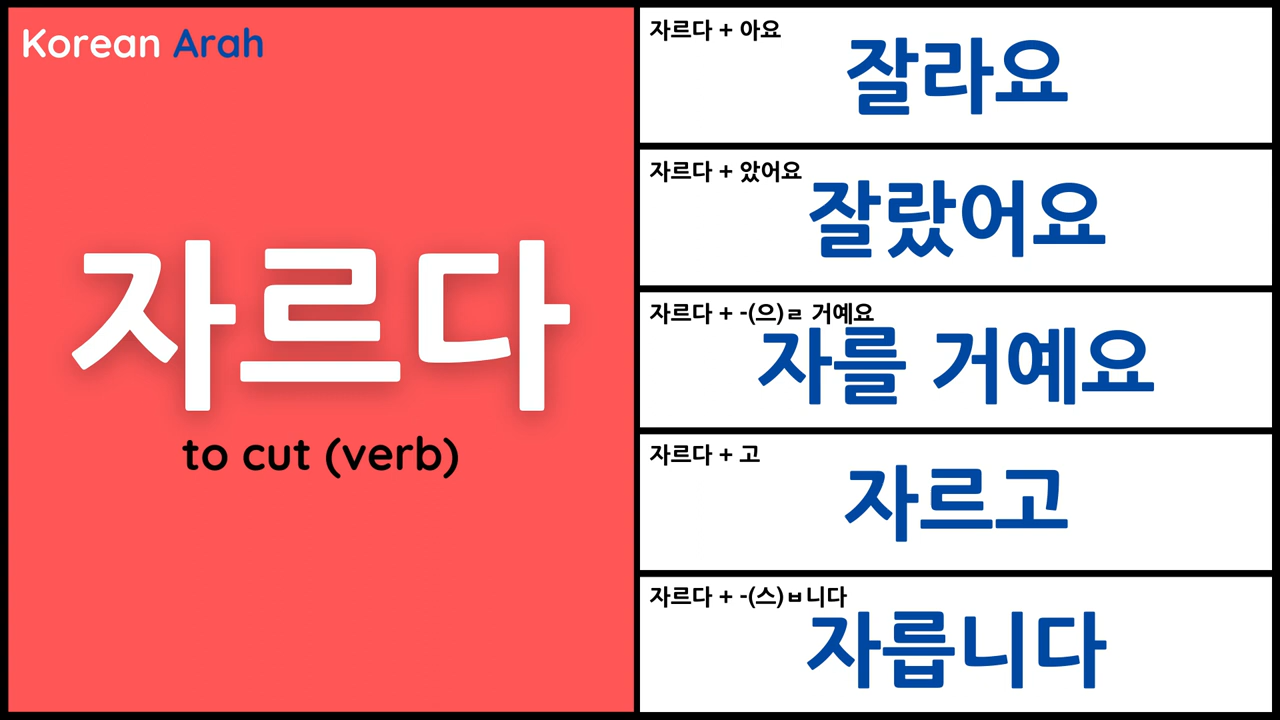 Korean Arah
자르다
to cut (verb)
자르다 + 아요
잘라요
자르다 + 았어요
잘랐어요
자르다 + -(으)ㄹ 거예요
자를 거예요
자르다 + 고
자르고
자르다 + -(스)ㅂ니다
자릅니다